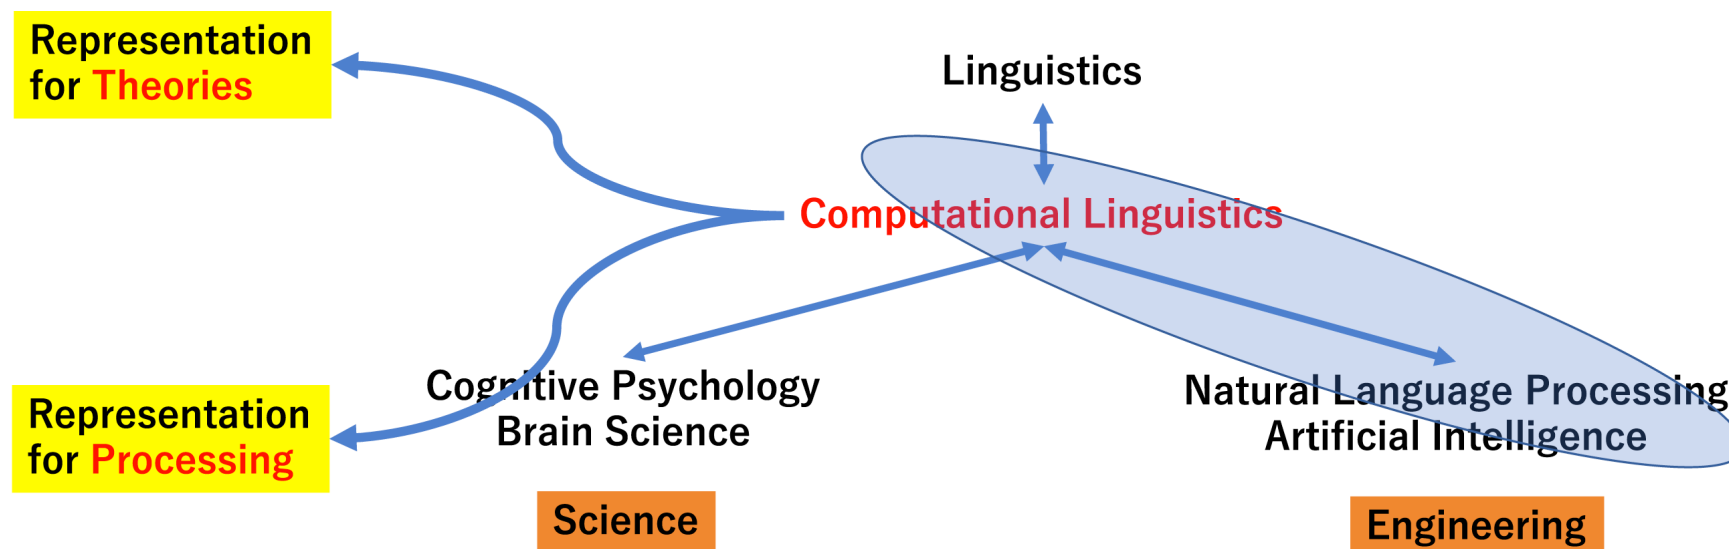 Representation
for Theories
Linguistics
Computational Linguistics
Representation
for Processing
Cognitive Psychology
Brain Science
Natural Language Processing
Artificial Intelligence
Science
Engineering